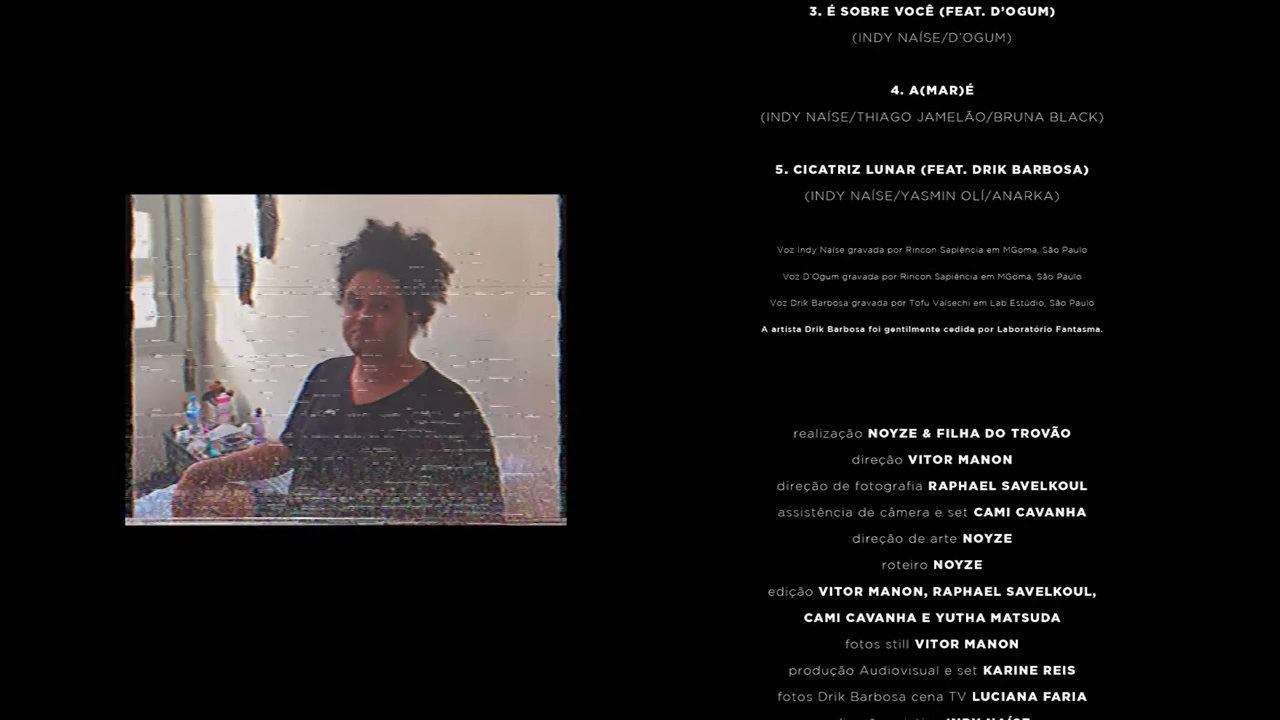 3. É SOBRE VOCÊ (FEAT. D'OGUM)
(INDY NAÍSE/D'OGUM)
4. A(MAR)É
(INDY NAÍSE/THIAGO JAMELÃO/BRUNA BLACK)
5. CICATRIZ LUNAR (FEAT. DRIK BARBOSA)
(INDY NAÍSE/YASMIN OLÍ/ANARKA)
Voz Indy Naíse gravada por Rincon Sapiência em MGoma, São Paulo
Voz D'Ogum gravada por Rincon Sapiência em MGoma, São Paulo
Voz Drik Barbosa gravada por Tofu Valsechi em Lab Estúdio, São Paulo
A artista Drik Barbosa foi gentilmente cedida por Laboratório Fantasma.
realização NOYZE & FILHA DO TROVÃO
direção VITOR MANON
direção de fotografia RAPHAEL SAVELKOUL
assistência de câmera e set CAMI CAVANHA
direção de arte NOYZE
roteiro NOYZE
edição VITOR MANON, RAPHAEL SAVELKOUL,
CAMI CAVANHA E YUTHA MATSUDA
fotos still VITOR MANON
produção Audiovisual e set KARINE REIS
fotos Drik Barbosa cena TV LUCIANA FARIA